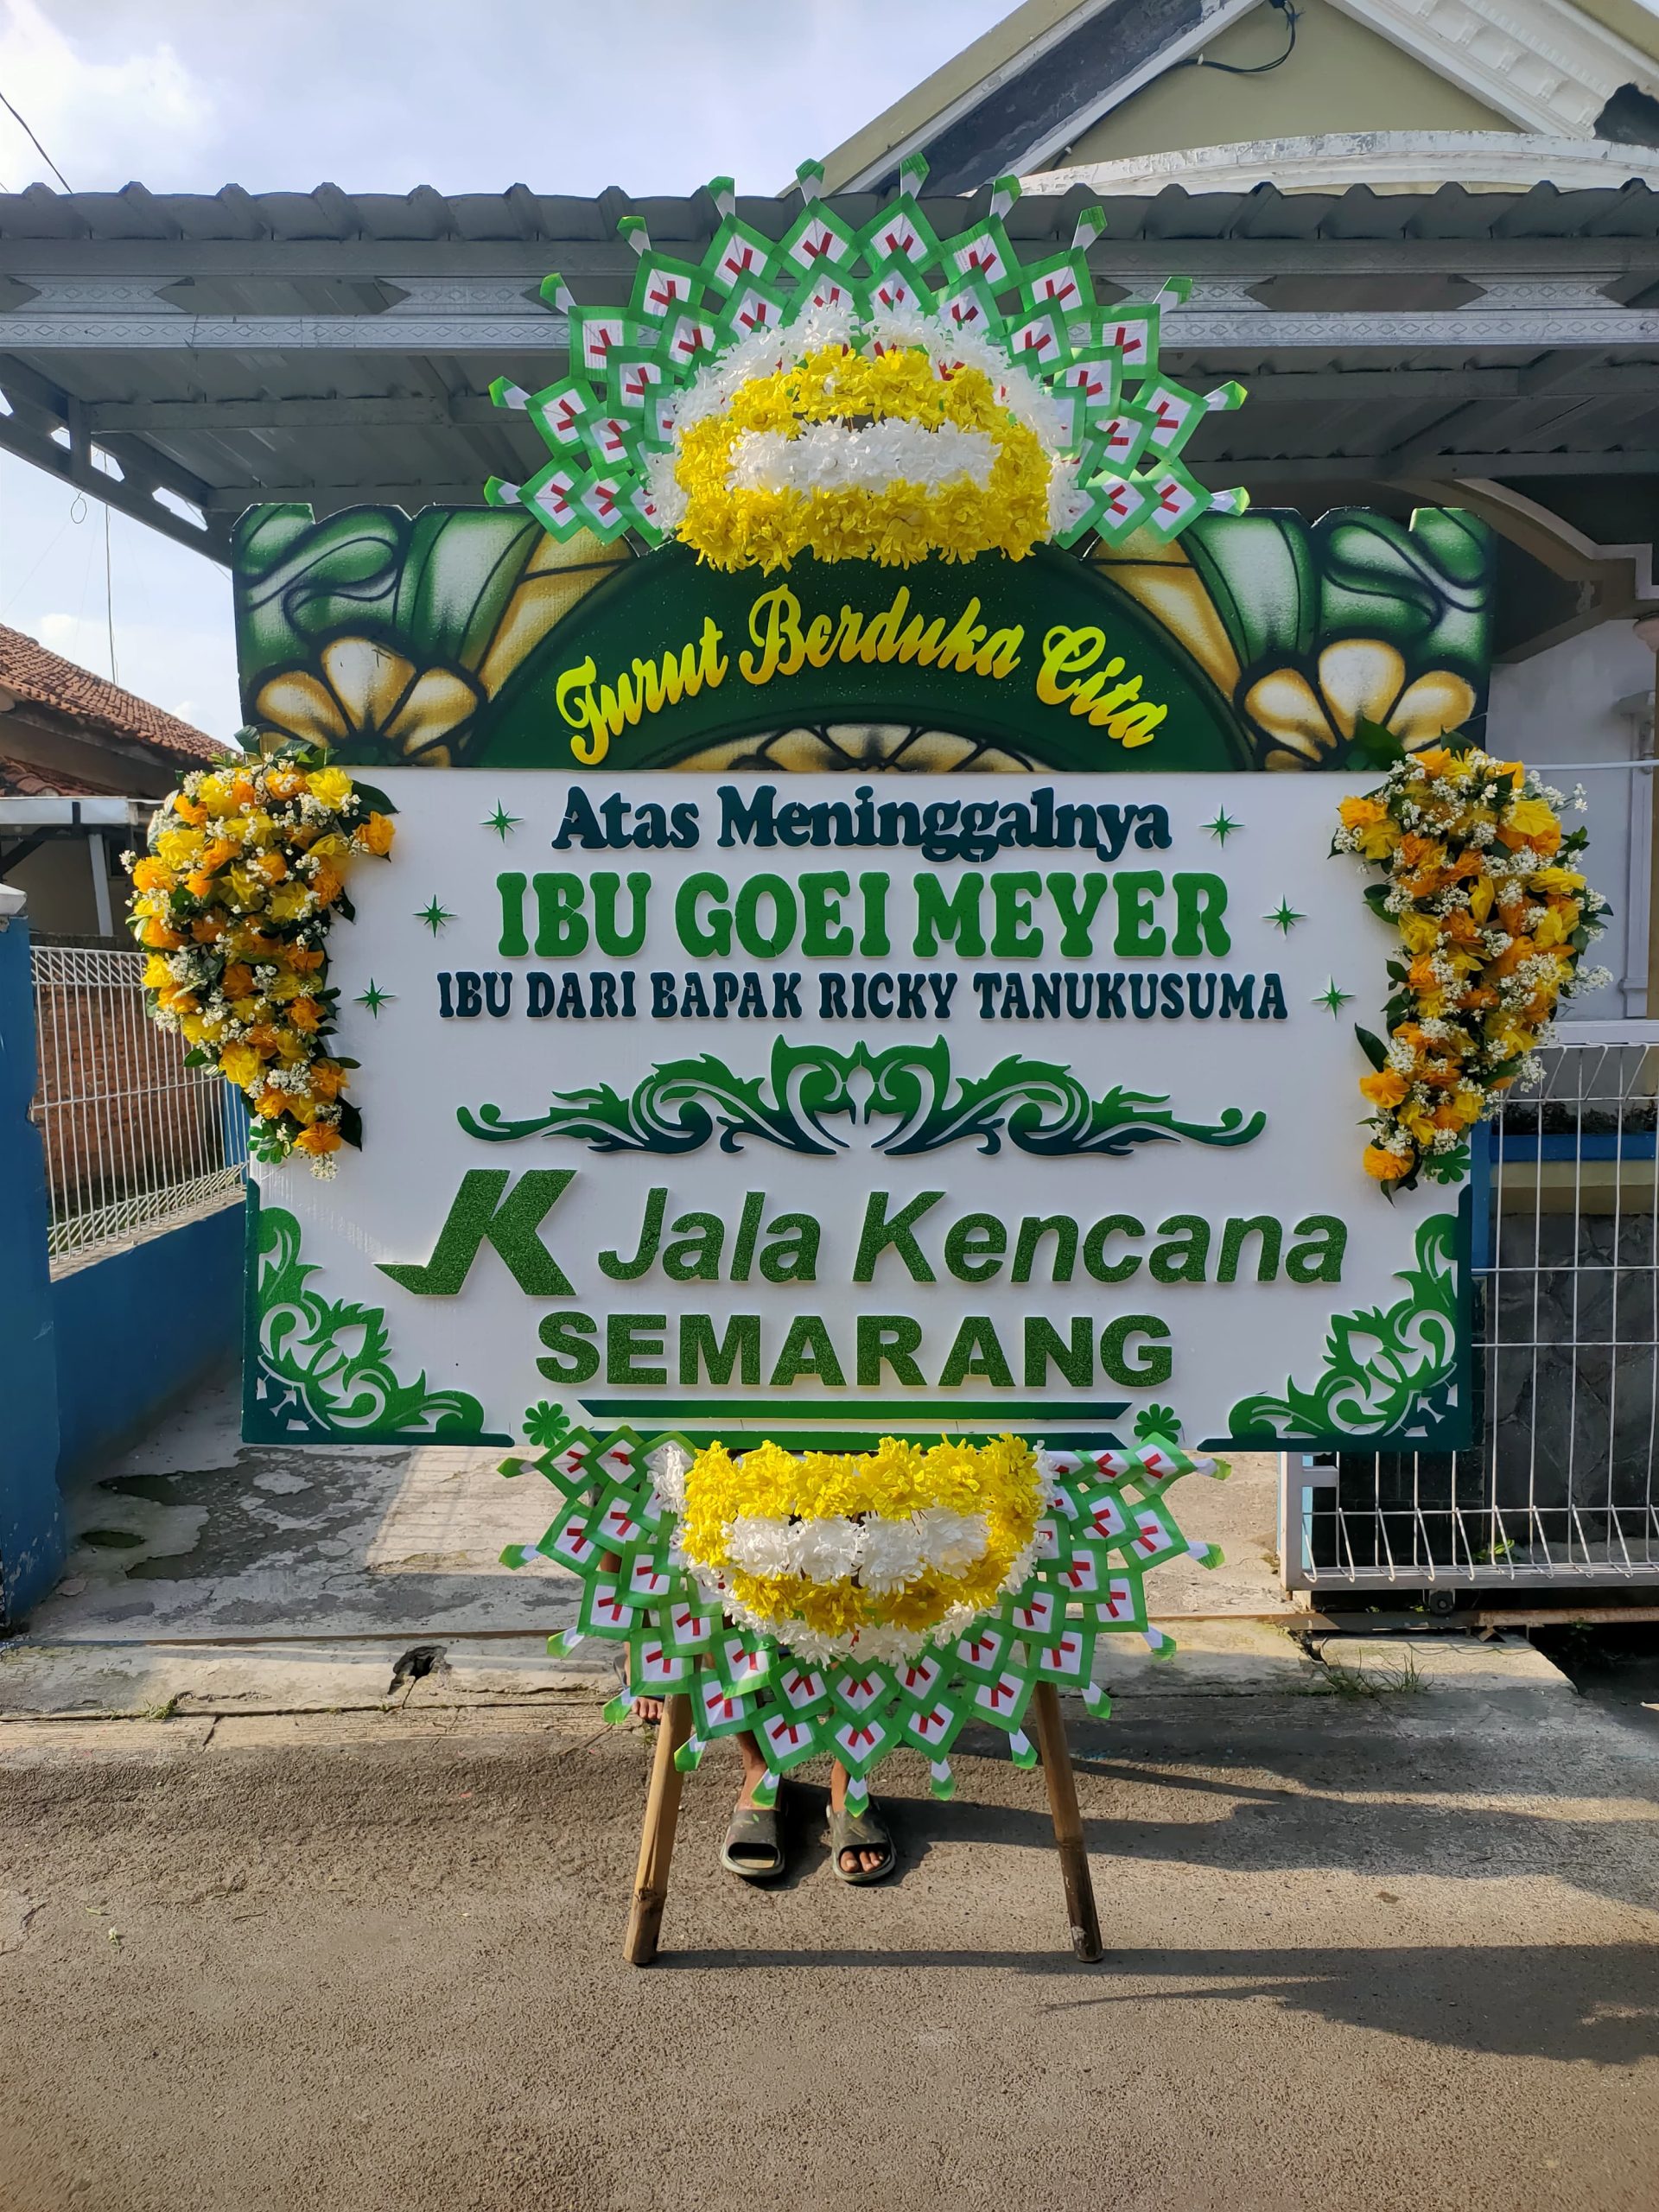 Turut Berduka Cita
Atas Meninggalnya
IBU GOEI MEYER
IBU DARI BAPAK RICKY TANUKUSUMA
JK Jala Kencana
SEMARANG